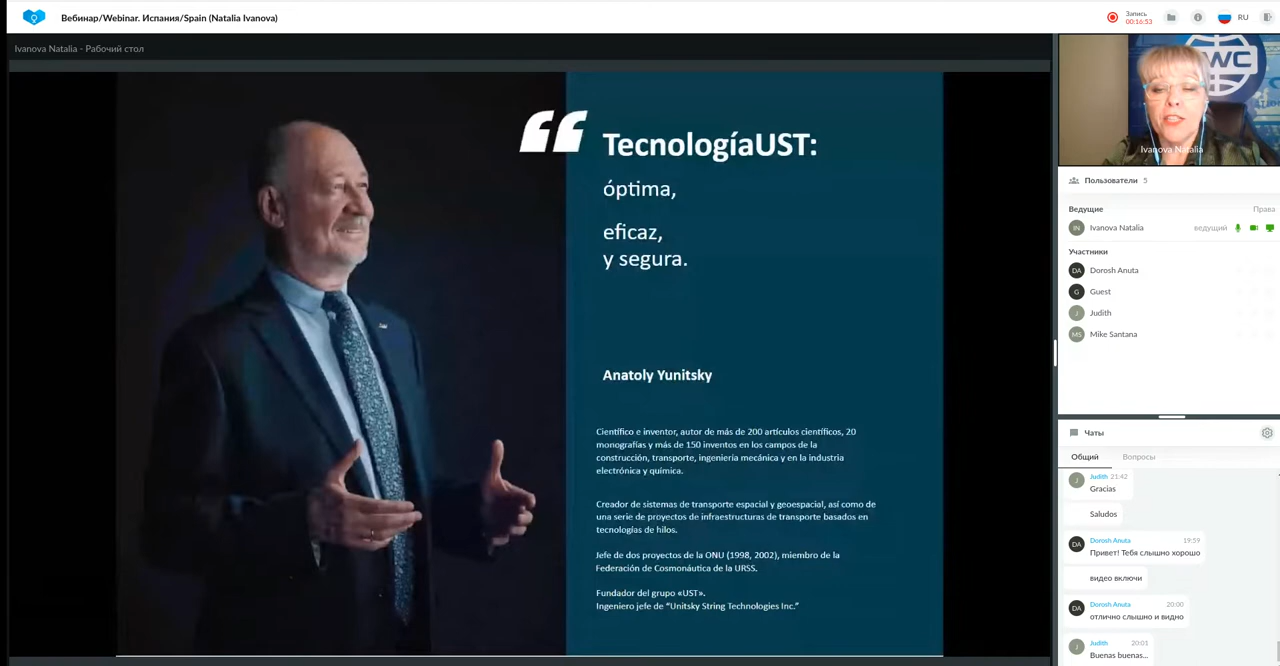 Вебинар/Webinar. Испания/Spain (Natalia Ivanova)
Запись
00:16:53
RU
Ivanova Natalia - Рабочий стол
“
TecnologíaUST:
óptima,
eficaz,
y segura.
Anatoly Yunitsky
Científico e inventor, autor de más de 200 artículos científicos, 20
monografías y más de 150 inventos en los campos de la
construcción, transporte, ingeniería mecánica y en la industria
electrónica y química.
Creador de sistemas de transporte espacial y geoespacial, así como de
una serie de proyectos de infraestructuras de transporte basados en
tecnologías de hilos.
Jefe de dos proyectos de la ONU (1998, 2002), miembro de la
Federación de Cosmonáutica de la URSS.
Fundador del grupo «UST».
Ingeniero jefe de “Unitsky String Technologies Inc.”
WC
Ivanova Natalia
Пользователи 5
Ведущие Права
IN Ivanova Natalia ведущий
Участники
DA Dorosh Anuta
G Guest
J Judith
MS Mike Santana
Чаты
Общий Вопросы
J Judith 21:42
Gracias
Saludos
DA Dorosh Anuta 19:59
Привет! Тебя слышно хорошо
видео включи
DA Dorosh Anuta 20:00
отлично слышно и видно
J Judith 20:01
Buenas buenas...